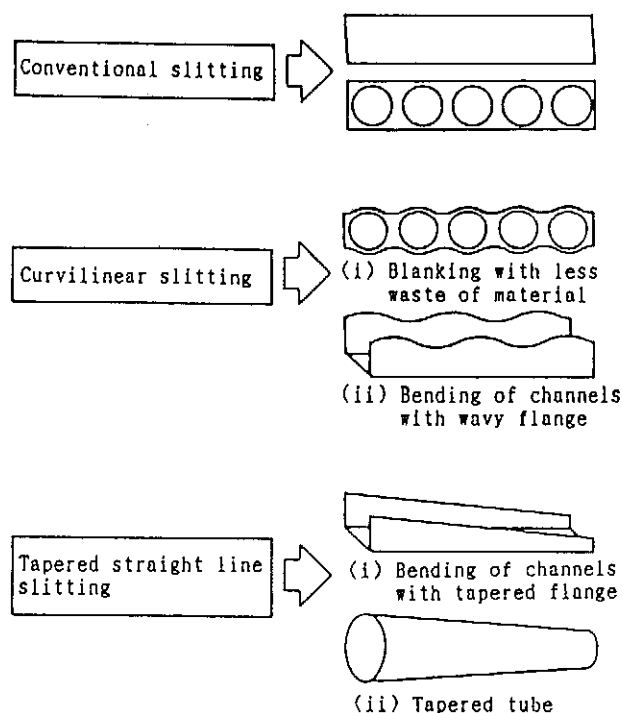 Conventional slitting
Curvilinear slitting
(i) Blanking with less
waste of material
(ii) Bending of channels
with wavy flange
Tapered straight line
slitting
(i) Bending of channels
with tapered flange
(ii) Tapered tube